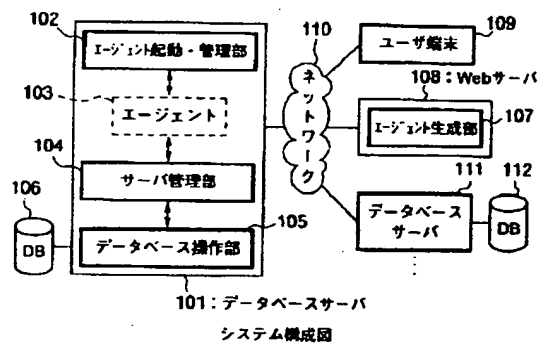 102
エージェント起動・管理部
103
エージェント
104
サーバ管理部
106
DB
105
データベース操作部
101:データベースサーバ
110
ネットワーク
109
ユーザ端末
108:Webサーバ
エージェント生成部
107
111
データベース
サーバ
112
DB
システム構成図